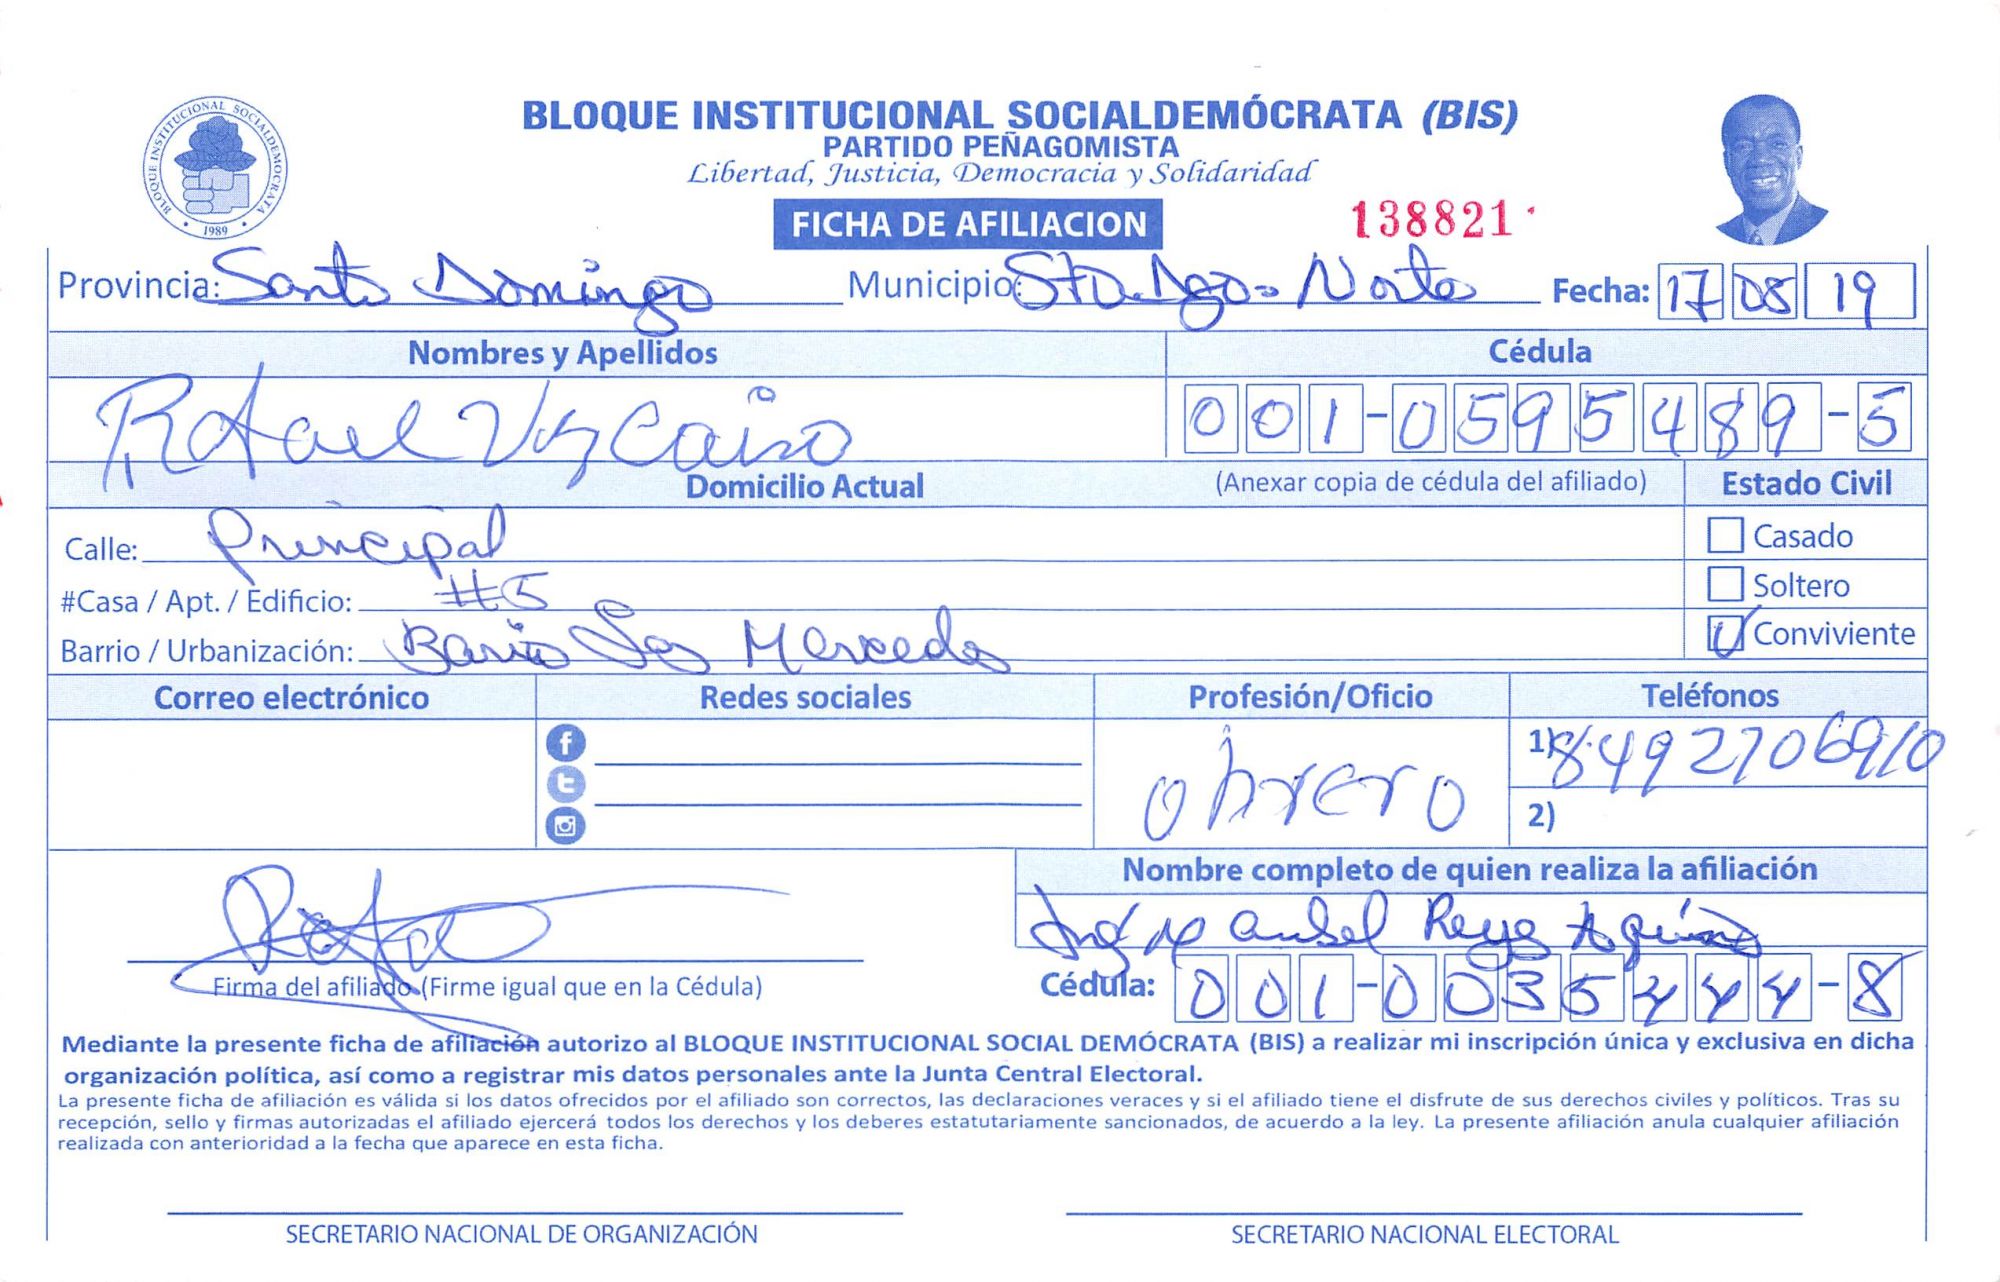 BLOQUE INSTITUCIONAL SOCIALDEMOCRATA
1989
BLOQUE INSTITUCIONAL SOCIALDEMÓCRATA (BIS)
PARTIDO PEÑAGOMISTA
Libertad, Justicia, Democracia y Solidaridad
FICHA DE AFILIACION 138821
Provincia: Santo Domingo Municipio: Sto. Dgo. Norte Fecha: 17 08 19
Nombres y Apellidos Cédula
Rafael Vizcaino 001-0595489-5
Domicilio Actual (Anexar copia de cédula del afiliado) Estado Civil
Calle: Principal Casado
#Casa / Apt. / Edificio: #5 Soltero
Barrio / Urbanización: Barrio Las Mercedes Conviviente
Correo electrónico Redes sociales Profesión/Oficio Teléfonos
obrero 1) 8492706910
2)
Nombre completo de quien realiza la afiliación
Ing Reyes Aquino
Rafael
Firma del afiliado (Firme igual que en la Cédula) Cédula: 001-0035444-8
Mediante la presente ficha de afiliación autorizo al BLOQUE INSTITUCIONAL SOCIAL DEMÓCRATA (BIS) a realizar mi inscripción única y exclusiva en dicha
organización política, así como a registrar mis datos personales ante la Junta Central Electoral.
La presente ficha de afiliación es válida si los datos ofrecidos por el afiliado son correctos, las declaraciones veraces y si el afiliado tiene el disfrute de sus derechos civiles y políticos. Tras su
recepción, sello y firmas autorizadas el afiliado ejercerá todos los derechos y los deberes estatutariamente sancionados, de acuerdo a la ley. La presente afiliación anula cualquier afiliación
realizada con anterioridad a la fecha que aparece en esta ficha.
SECRETARIO NACIONAL DE ORGANIZACIÓN SECRETARIO NACIONAL ELECTORAL